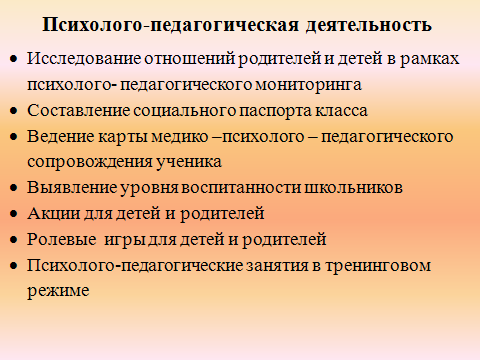 Психолого-педагогическая деятельность
• Исследование отношений родителей и детей в рамках
психолого- педагогического мониторинга
• Составление социального паспорта класса
• Ведение карты медико –психолого – педагогического
сопровождения ученика
• Выявление уровня воспитанности школьников
• Акции для детей и родителей
• Ролевые игры для детей и родителей
• Психолого-педагогические занятия в тренинговом
режиме